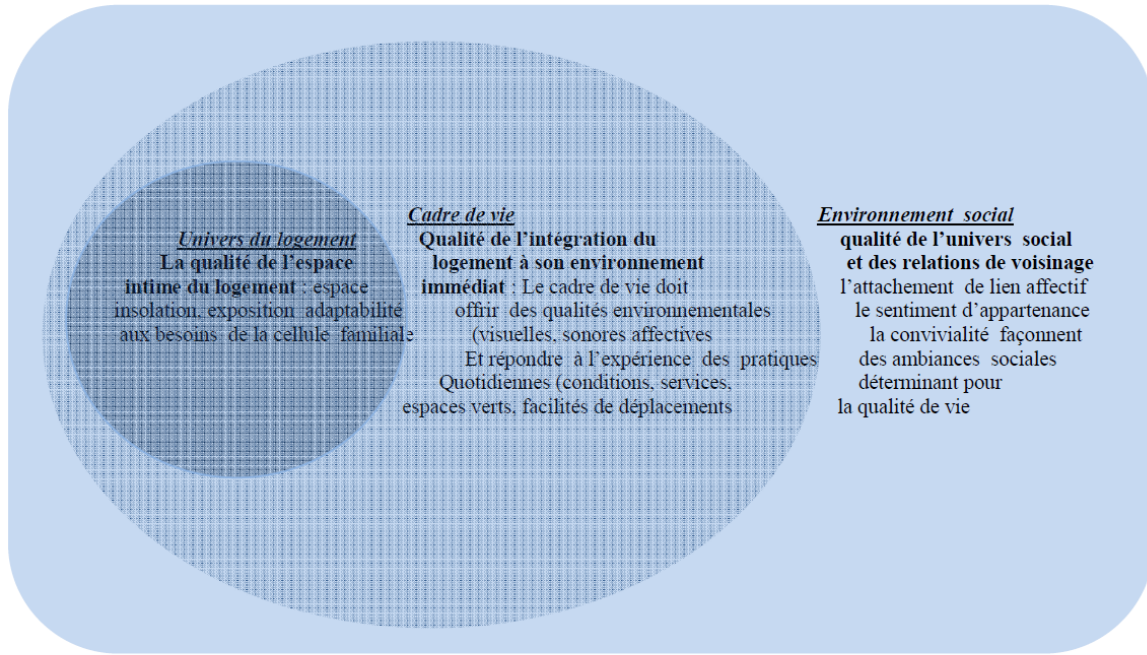 Univers du logement
La qualité de l'espace
intime du logement : espace
insolation, exposition adaptabilité
aux besoins de la cellule familiale
Cadre de vie
Qualité de l'intégration du
logement à son environnement
immédiat : Le cadre de vie doit
offrir des qualités environnementales
(visuelles, sonores affectives
Et répondre à l'expérience des pratiques
Quotidiennes (conditions, services,
espaces verts, facilités de déplacements
Environnement social
qualité de l'univers social
et des relations de voisinage
l'attachement de lien affectif
le sentiment d'appartenance
la convivialité façonnent
des ambiances sociales
déterminant pour
la qualité de vie